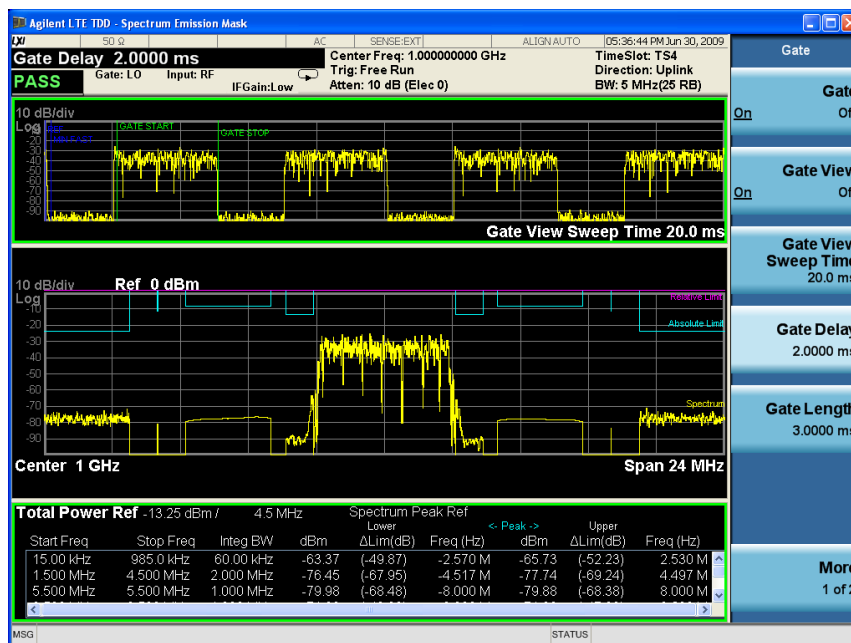 Agilent LTE TDD - Spectrum Emission Mask
LXI 50 Ω AC SENSE:EXT ALIGN AUTO 05:36:44 PM Jun 30, 2009
Gate Delay 2.0000 ms
Center Freq: 1.000000000 GHz
TimeSlot: TS4
Trig: Free Run
Direction: Uplink
PASS
Gate: LO
Input: RF
IFGain:Low
Atten: 10 dB (Elec 0)
BW: 5 MHz(25 RB)
10 dB/div
Log
GATE START
GATE STOP
-20
-30
-40
-50
-60
-70
-80
-90
Gate View Sweep Time 20.0 ms
10 dB/div
Ref 0 dBm
Log
Relative Limit
-10
Absolute Limit
-20
-30
-40
-50
-60
-70
Spectrum
-80
-90
Center 1 GHz
Span 24 MHz
Total Power Ref -13.25 dBm / 4.5 MHz Spectrum Peak Ref
Lower <- Peak -> Upper
Start Freq Stop Freq Integ BW dBm ΔLim(dB) Freq (Hz) dBm ΔLim(dB) Freq (Hz)
15.00 kHz 985.0 kHz 60.00 kHz -63.37 (-49.87) -2.570 M -65.73 (-52.23) 2.530 M
1.500 MHz 4.500 MHz 2.000 MHz -76.45 (-67.95) -4.517 M -77.74 (-69.24) 4.497 M
5.500 MHz 5.500 MHz 1.000 MHz -79.98 (-68.48) -8.000 M -79.88 (-68.38) 8.000 M
MSG
STATUS
Gate
Gate
On Of
Gate View
On Of
Gate View
Sweep Time
20.0 ms
Gate Delay
2.0000 ms
Gate Length
3.0000 ms
More
1 of 2